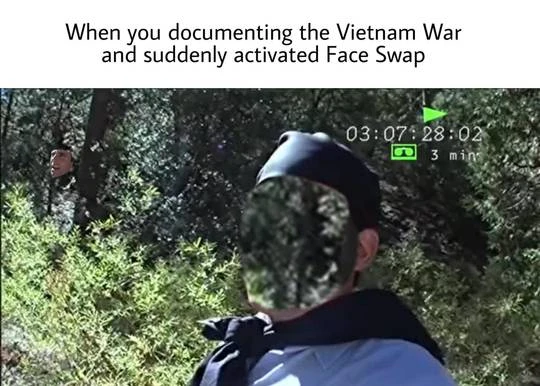 When you documenting the Vietnam War
and suddenly activated Face Swap
03:07:28:02
3 min